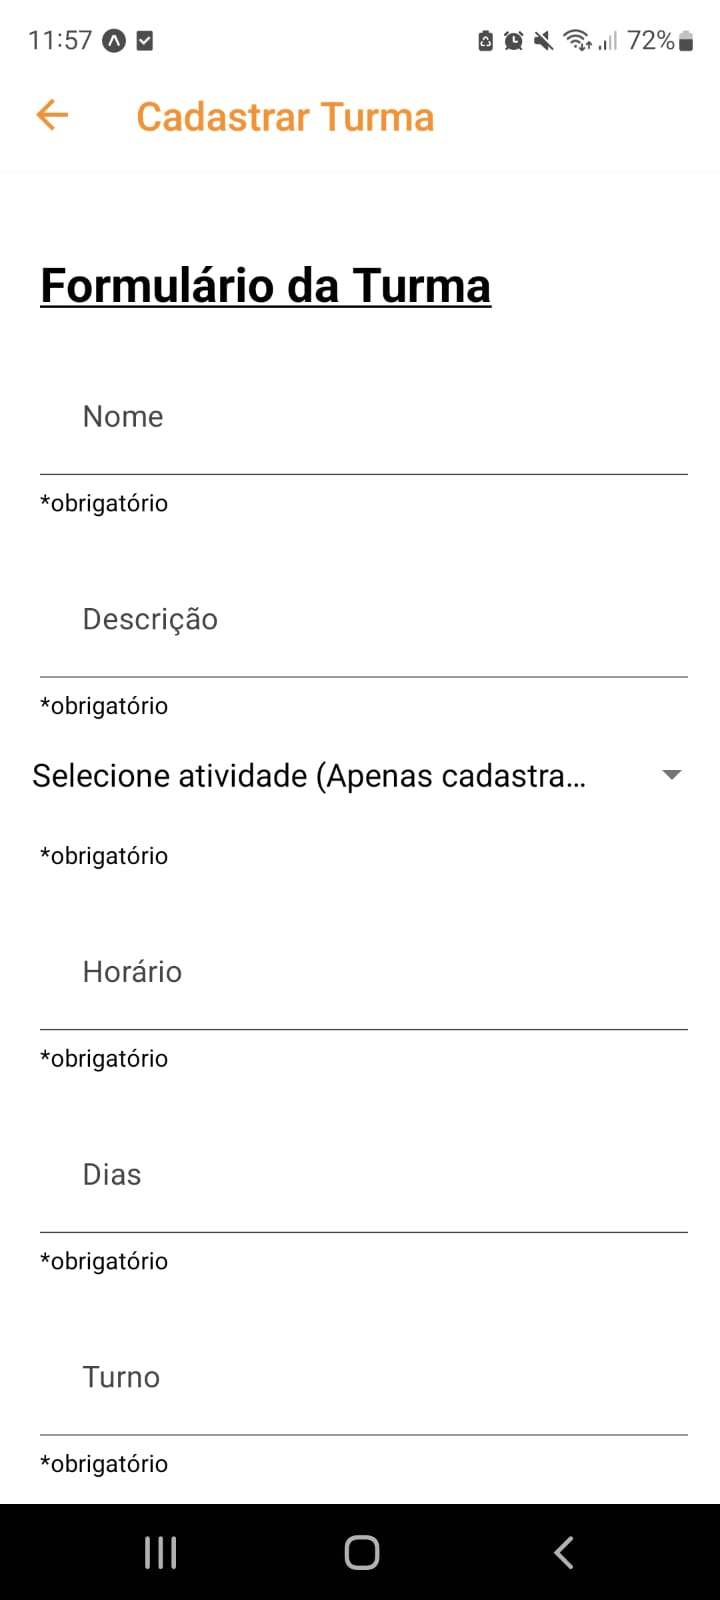 11:57 72%
Cadastrar Turma
Formulário da Turma
Nome
*obrigatório
Descrição
*obrigatório
Selecione atividade (Apenas cadastra...
*obrigatório
Horário
*obrigatório
Dias
*obrigatório
Turno
*obrigatório